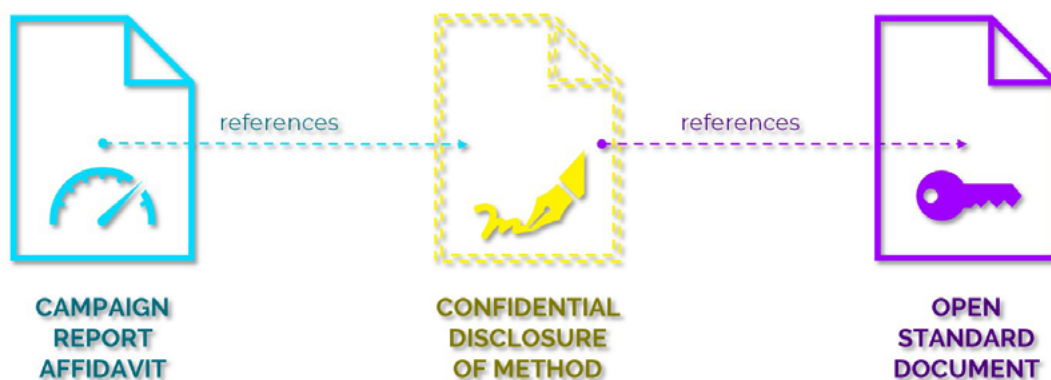 references
references
CAMPAIGN
REPORT
AFFIDAVIT
CONFIDENTIAL
DISCLOSURE
OF METHOD
OPEN
STANDARD
DOCUMENT